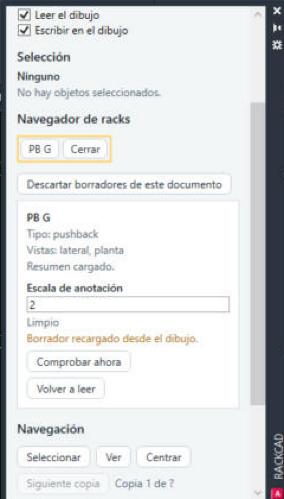 Leer el dibujo
Escribir en el dibujo
Selección
Ninguno
No hay objetos seleccionados.
Navegador de racks
PB G Cerrar
Descartar borradores de este documento
PB G
Tipo: pushback
Vistas: lateral, planta
Resumen cargado.
Escala de anotación
2
Limpio
Borrador recargado desde el dibujo.
Comprobar ahora
Volver a leer
Navegación
Seleccionar Ver Centrar
Siguiente copia Copia 1 de ?
RACKCAD